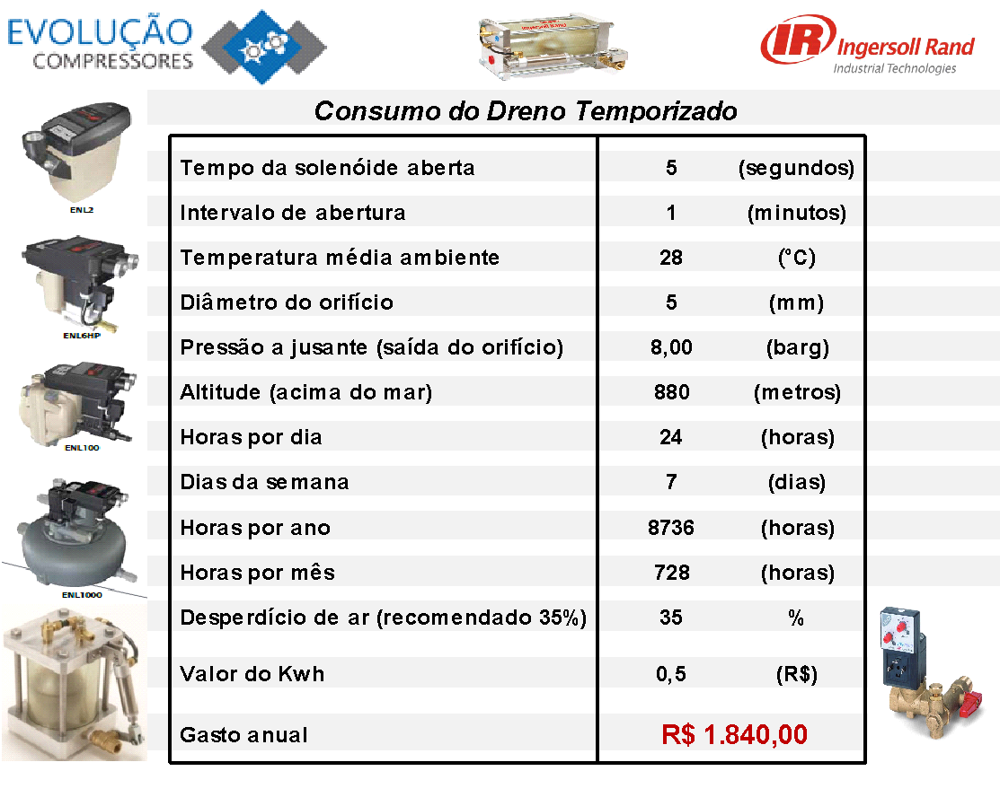 EVOLUÇÃO
COMPRESSORES
Ingersoll Rand
IR Ingersoll Rand
Industrial Technologies
Consumo do Dreno Temporizado
Tempo da solenóide aberta 5 (segundos)
ENL2
Intervalo de abertura 1 (minutos)
Temperatura média ambiente 28 (°C)
Diâmetro do orifício 5 (mm)
ENL6HP
Pressão a jusante (saída do orifício) 8,00 (barg)
Altitude (acima do mar) 880 (metros)
Horas por dia 24 (horas)
ENL100
Dias da semana 7 (dias)
Horas por ano 8736 (horas)
Horas por mês 728 (horas)
ENL1000
Desperdício de ar (recomendado 35%) 35 %
Valor do Kwh 0,5 (R$)
Gasto anual R$ 1.840,00